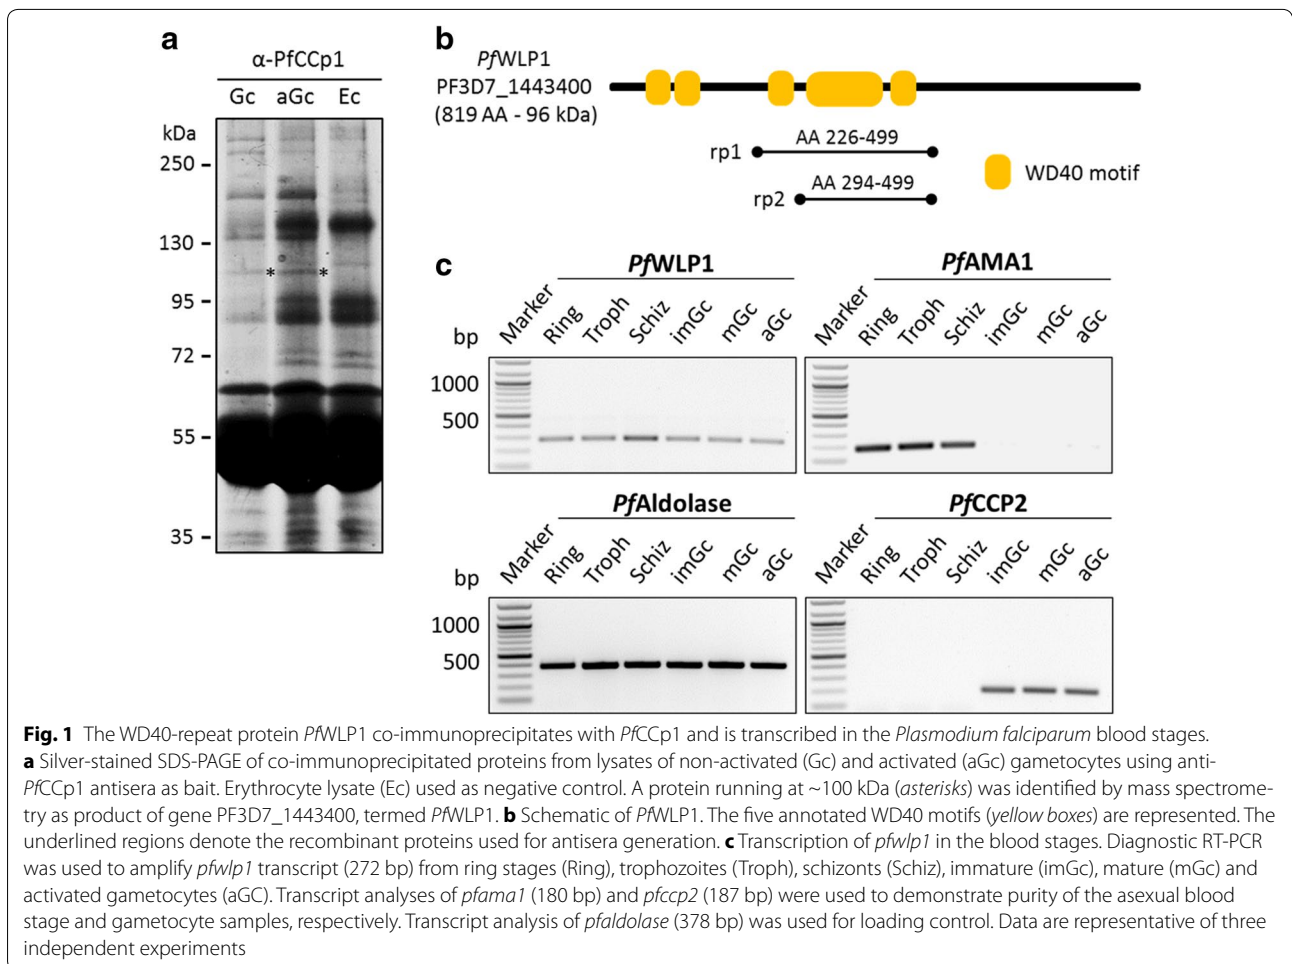 a
α-PfCCp1
Gc aGc Ec
kDa
250
130
* *
95
72
55
35
b
PfWLP1
PF3D7_1443400
(819 AA - 96 kDa)
rp1 AA 226-499
rp2 AA 294-499
WD40 motif
c
PfWLP1
Marker Ring Troph Schiz imGc mGc aGc
bp
1000
500
PfAMA1
Marker Ring Troph Schiz imGc mGc aGc
PfAldolase
Marker Ring Troph Schiz imGc mGc aGc
bp
1000
500
PfCCP2
Marker Ring Troph Schiz imGc mGc aGc
Fig. 1 The WD40-repeat protein PfWLP1 co-immunoprecipitates with PfCCp1 and is transcribed in the Plasmodium falciparum blood stages.
a Silver-stained SDS-PAGE of co-immunoprecipitated proteins from lysates of non-activated (Gc) and activated (aGc) gametocytes using anti-
PfCCp1 antisera as bait. Erythrocyte lysate (Ec) used as negative control. A protein running at ~100 kDa (asterisks) was identified by mass spectrome-
try as product of gene PF3D7_1443400, termed PfWLP1. b Schematic of PfWLP1. The five annotated WD40 motifs (yellow boxes) are represented. The
underlined regions denote the recombinant proteins used for antisera generation. c Transcription of pfwlp1 in the blood stages. Diagnostic RT-PCR
was used to amplify pfwlp1 transcript (272 bp) from ring stages (Ring), trophozoites (Troph), schizonts (Schiz), immature (imGc), mature (mGc) and
activated gametocytes (aGC). Transcript analyses of pfama1 (180 bp) and pfccp2 (187 bp) were used to demonstrate purity of the asexual blood
stage and gametocyte samples, respectively. Transcript analysis of pfaldolase (378 bp) was used for loading control. Data are representative of three
independent experiments